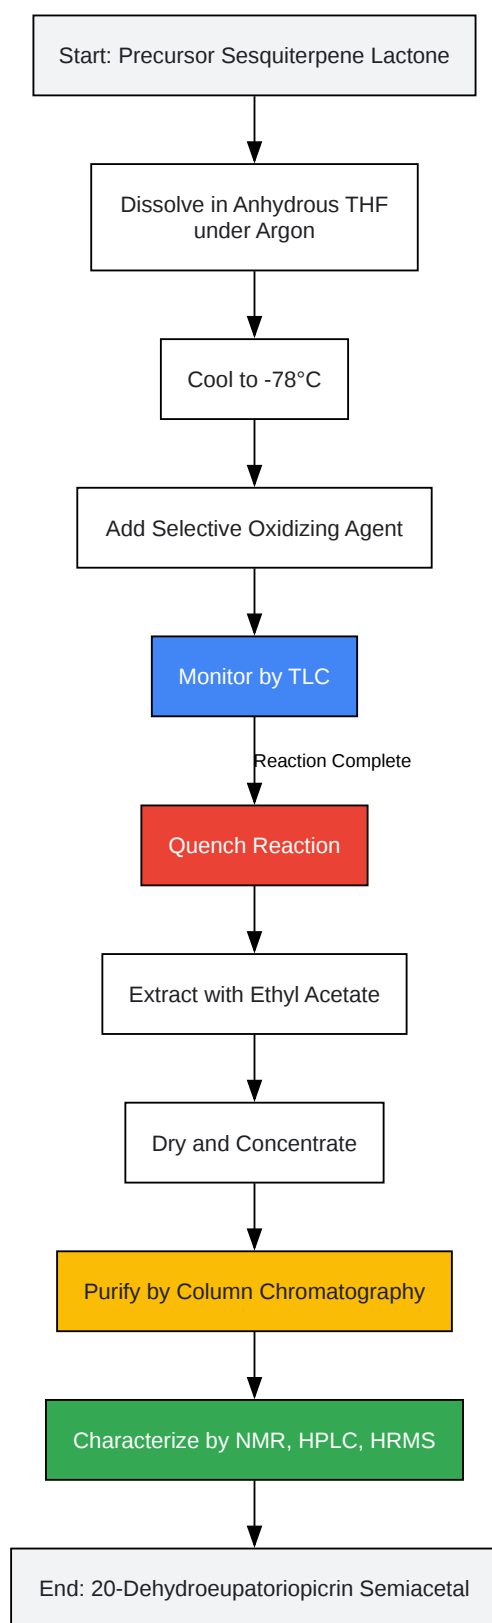 Start: Precursor Sesquiterpene Lactone
Dissolve in Anhydrous THF
under Argon
Cool to -78°C
Add Selective Oxidizing Agent
Monitor by TLC
Reaction Complete
Quench Reaction
Extract with Ethyl Acetate
Dry and Concentrate
Purify by Column Chromatography
Characterize by NMR, HPLC, HRMS
End: 20-Dehydroeupatoriopicrin Semiacetal